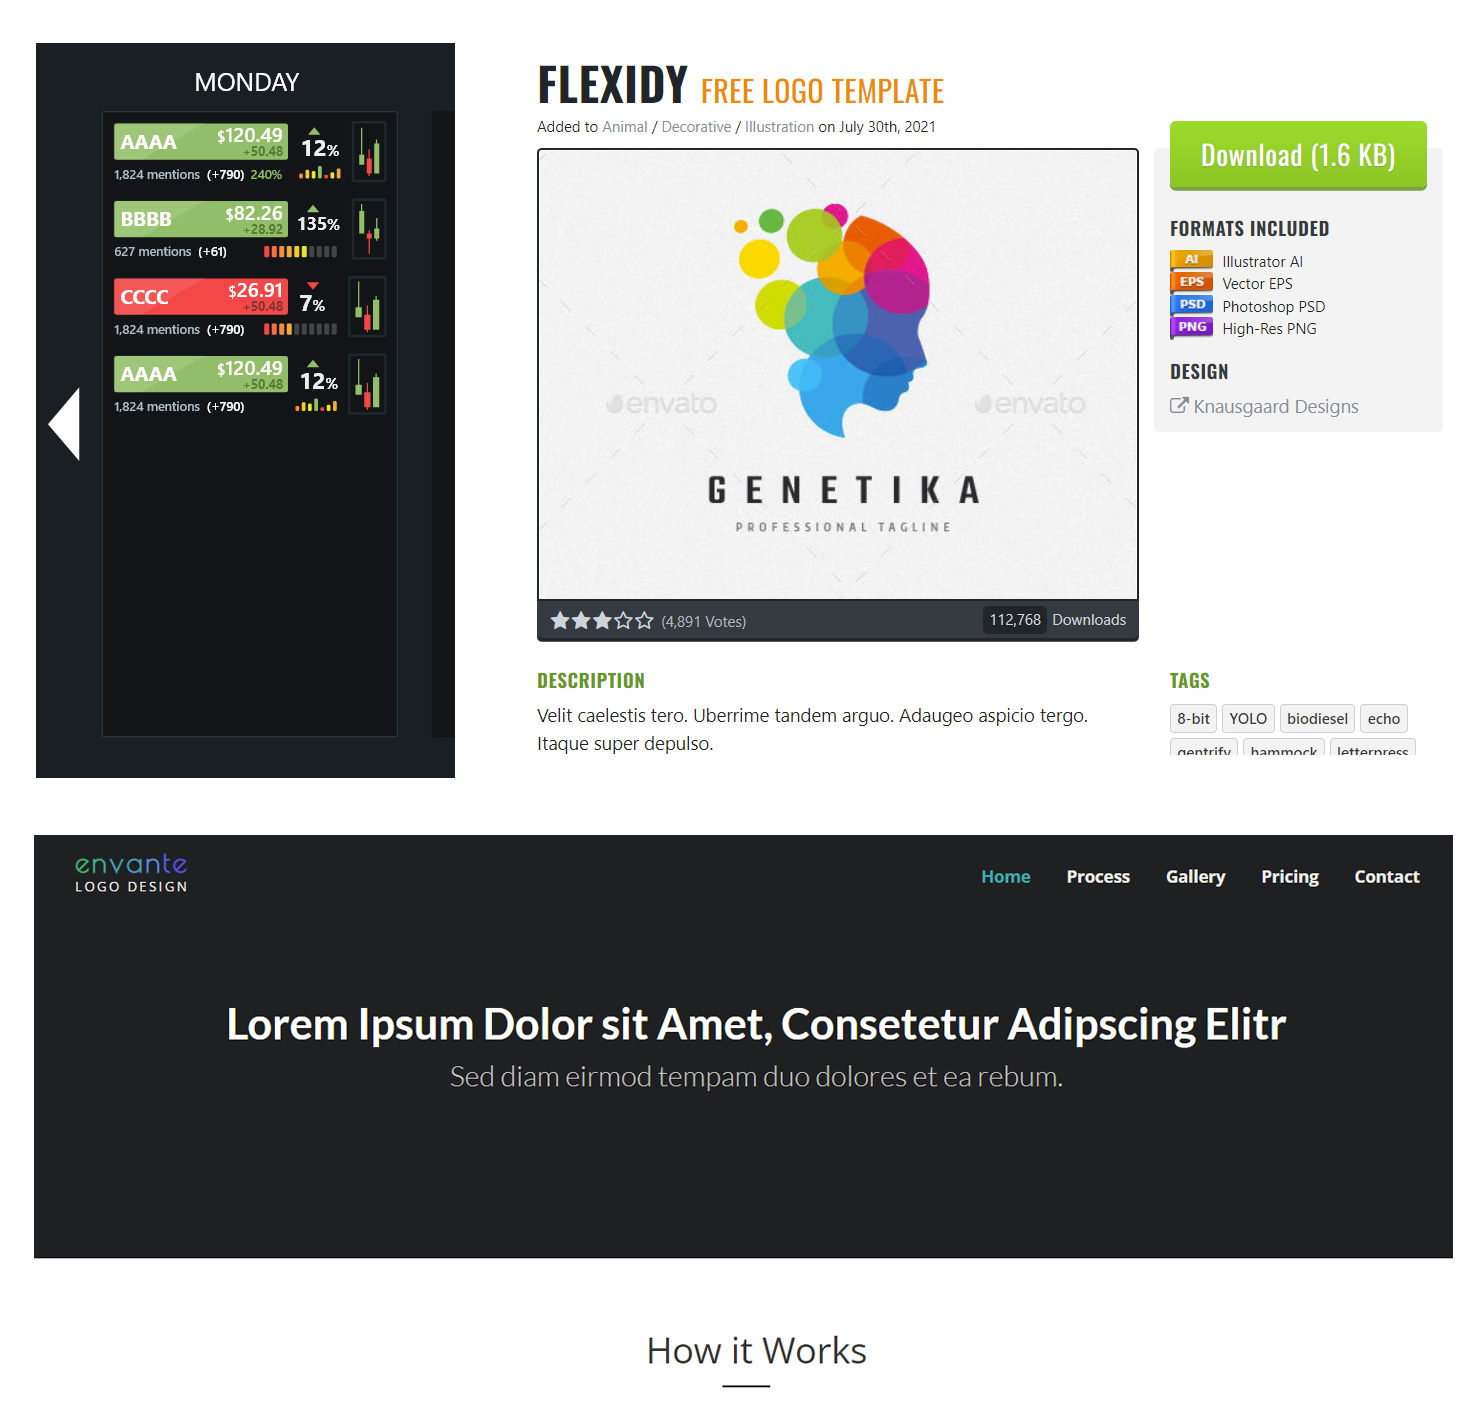 MONDAY
AAAA $120.49 12%
+50.48
1,824 mentions (+790) 240%
BBBB $82.26 135%
+28.92
627 mentions (+61)
CCCC $26.91 7%
+50.48
1,824 mentions (+790)
AAAA $120.49 12%
+50.48
1,824 mentions (+790)
FLEXIDY FREE LOGO TEMPLATE
Added to Animal / Decorative / Illustration on July 30th, 2021
envato envato
GENETIKA
PROFESSIONAL TAGLINE
(4,891 Votes) 112,768 Downloads
Download (1.6 KB)
FORMATS INCLUDED
AI Illustrator AI
EPS Vector EPS
PSD Photoshop PSD
PNG High-Res PNG
DESIGN
Knausgaard Designs
DESCRIPTION
Velit caelestis tero. Uberrime tandem arguo. Adaugeo aspicio tergo.
Itaque super depulso.
TAGS
8-bit YOLO biodiesel echo
gentrify hammock letterpress
envante
LOGO DESIGN
Home Process Gallery Pricing Contact
Lorem Ipsum Dolor sit Amet, Consetetur Adipscing Elitr
Sed diam eirmod tempam duo dolores et ea rebum.
How it Works